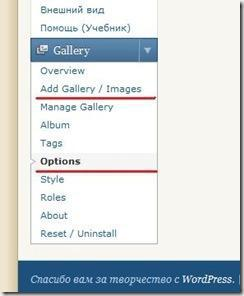 Внешний вид
Помощь (Учебник)
Gallery
Overview
Add Gallery / Images
Manage Gallery
Album
Tags
Options
Style
Roles
About
Reset / Uninstall
Спасибо вам за творчество с WordPress. |